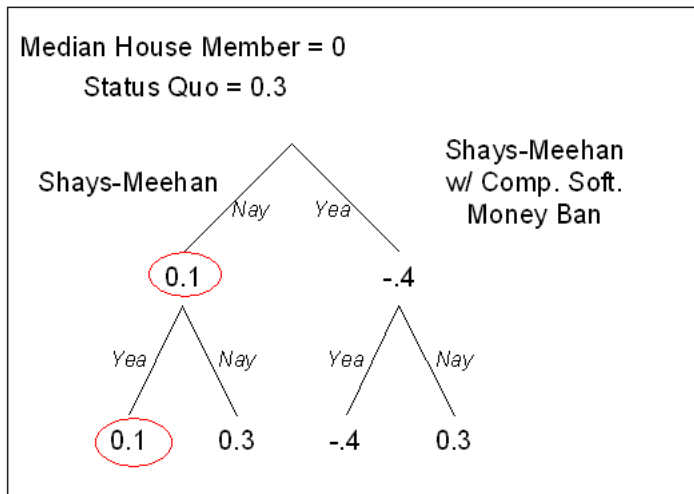 Median House Member = 0
Status Quo = 0.3
Shays-Meehan
Shays-Meehan
w/ Comp. Soft.
Money Ban
Nay
Yea
0.1
-.4
Yea
Nay
Yea
Nay
0.1
0.3
-.4
0.3